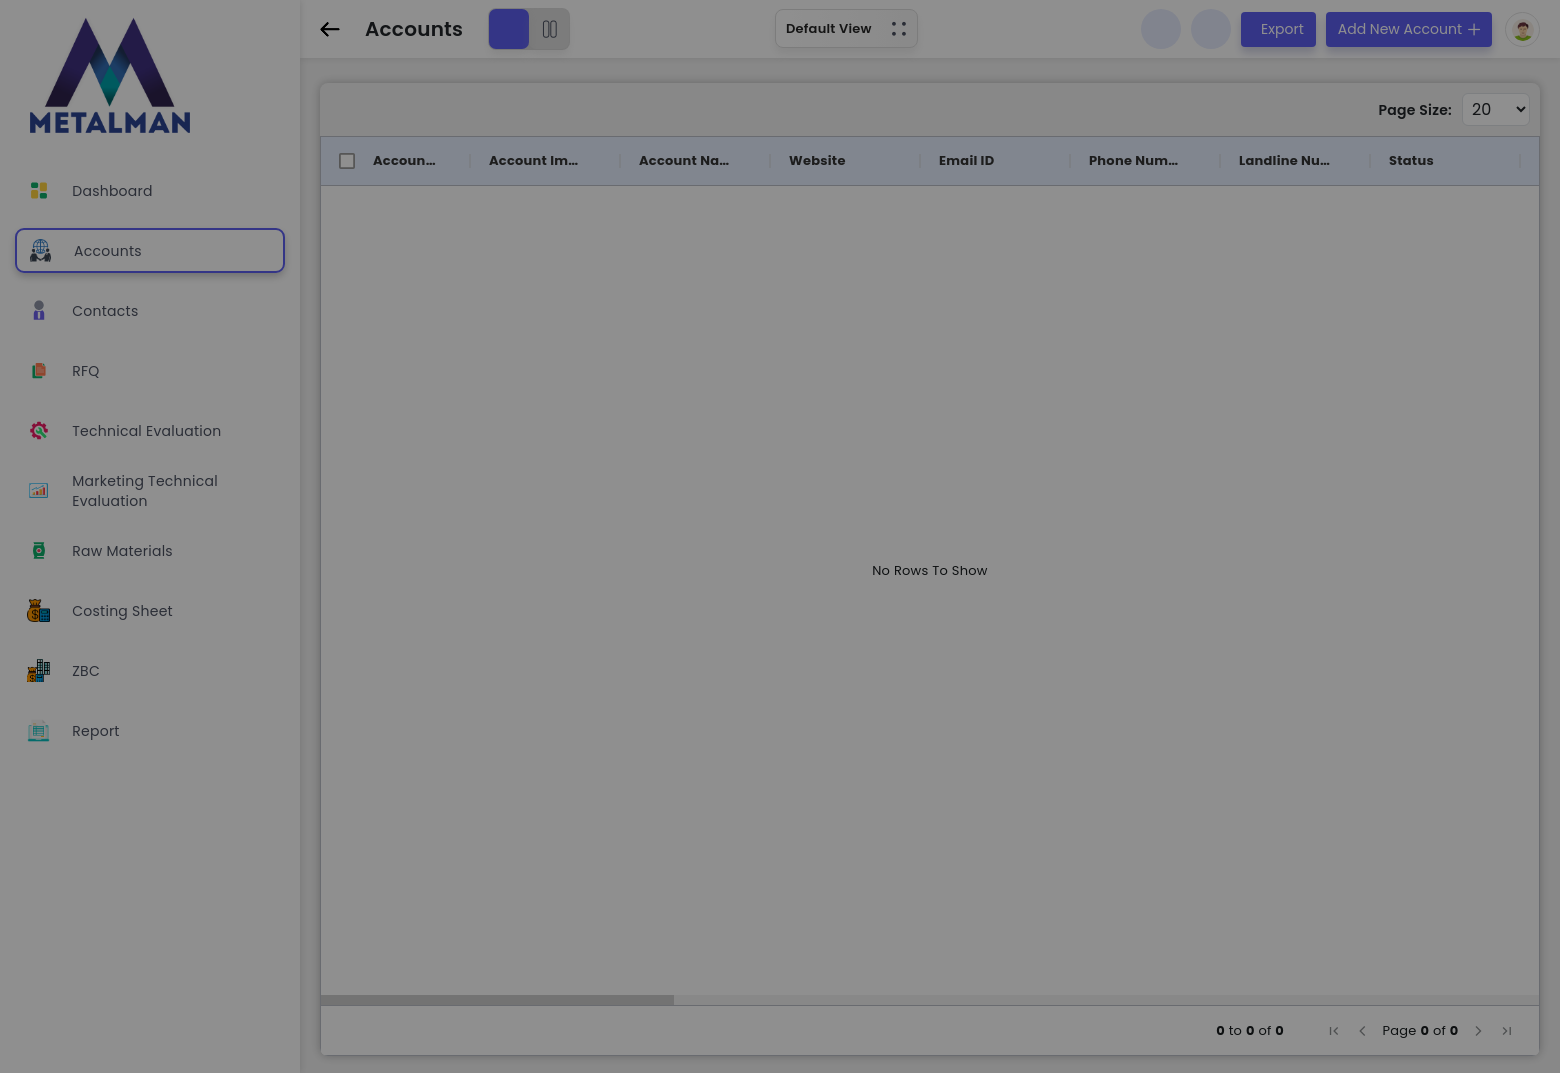 METALMAN
Dashboard
Accounts
Contacts
RFQ
Technical Evaluation
Marketing Technical
Evaluation
Raw Materials
Costing Sheet
ZBC
Report
Accounts
Default View
Export
Add New Account
Page Size: 20
Accoun...
Account Im...
Account Na...
Website
Email ID
Phone Num...
Landline Nu...
Status
No Rows To Show
0 to 0 of 0
Page 0 of 0